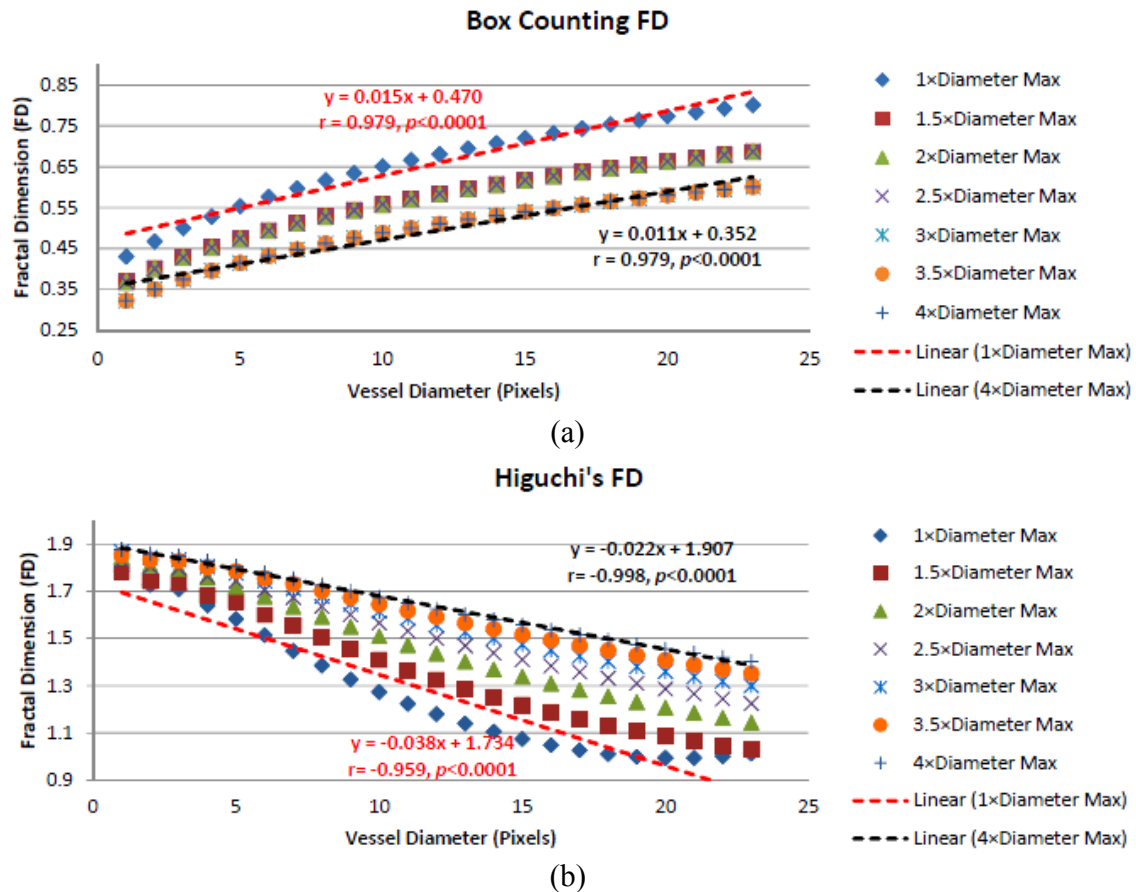 Box Counting FD
Fractal Dimension (FD)
0.85
0.75
0.65
0.55
0.45
0.35
0.25
y = 0.015x + 0.470
r = 0.979, p<0.0001
y = 0.011x + 0.352
r = 0.979, p<0.0001
0 5 10 15 20 25
Vessel Diameter (Pixels)
1×Diameter Max
1.5×Diameter Max
2×Diameter Max
2.5×Diameter Max
3×Diameter Max
3.5×Diameter Max
4×Diameter Max
Linear (1×Diameter Max)
Linear (4×Diameter Max)
(a)
Higuchi's FD
Fractal Dimension (FD)
1.9
1.7
1.5
1.3
1.1
0.9
y = -0.022x + 1.907
r= -0.998, p<0.0001
y = -0.038x + 1.734
r= -0.959, p<0.0001
0 5 10 15 20 25
Vessel Diameter (Pixels)
1×Diameter Max
1.5×Diameter Max
2×Diameter Max
2.5×Diameter Max
3×Diameter Max
3.5×Diameter Max
4×Diameter Max
Linear (1×Diameter Max)
Linear (4×Diameter Max)
(b)